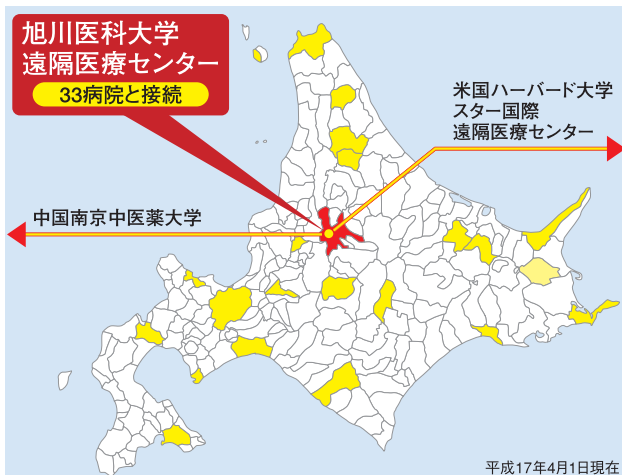 旭川医科大学
遠隔医療センター
33病院と接続
米国ハーバード大学
スター国際
遠隔医療センター
中国南京中医薬大学
平成17年4月1日現在